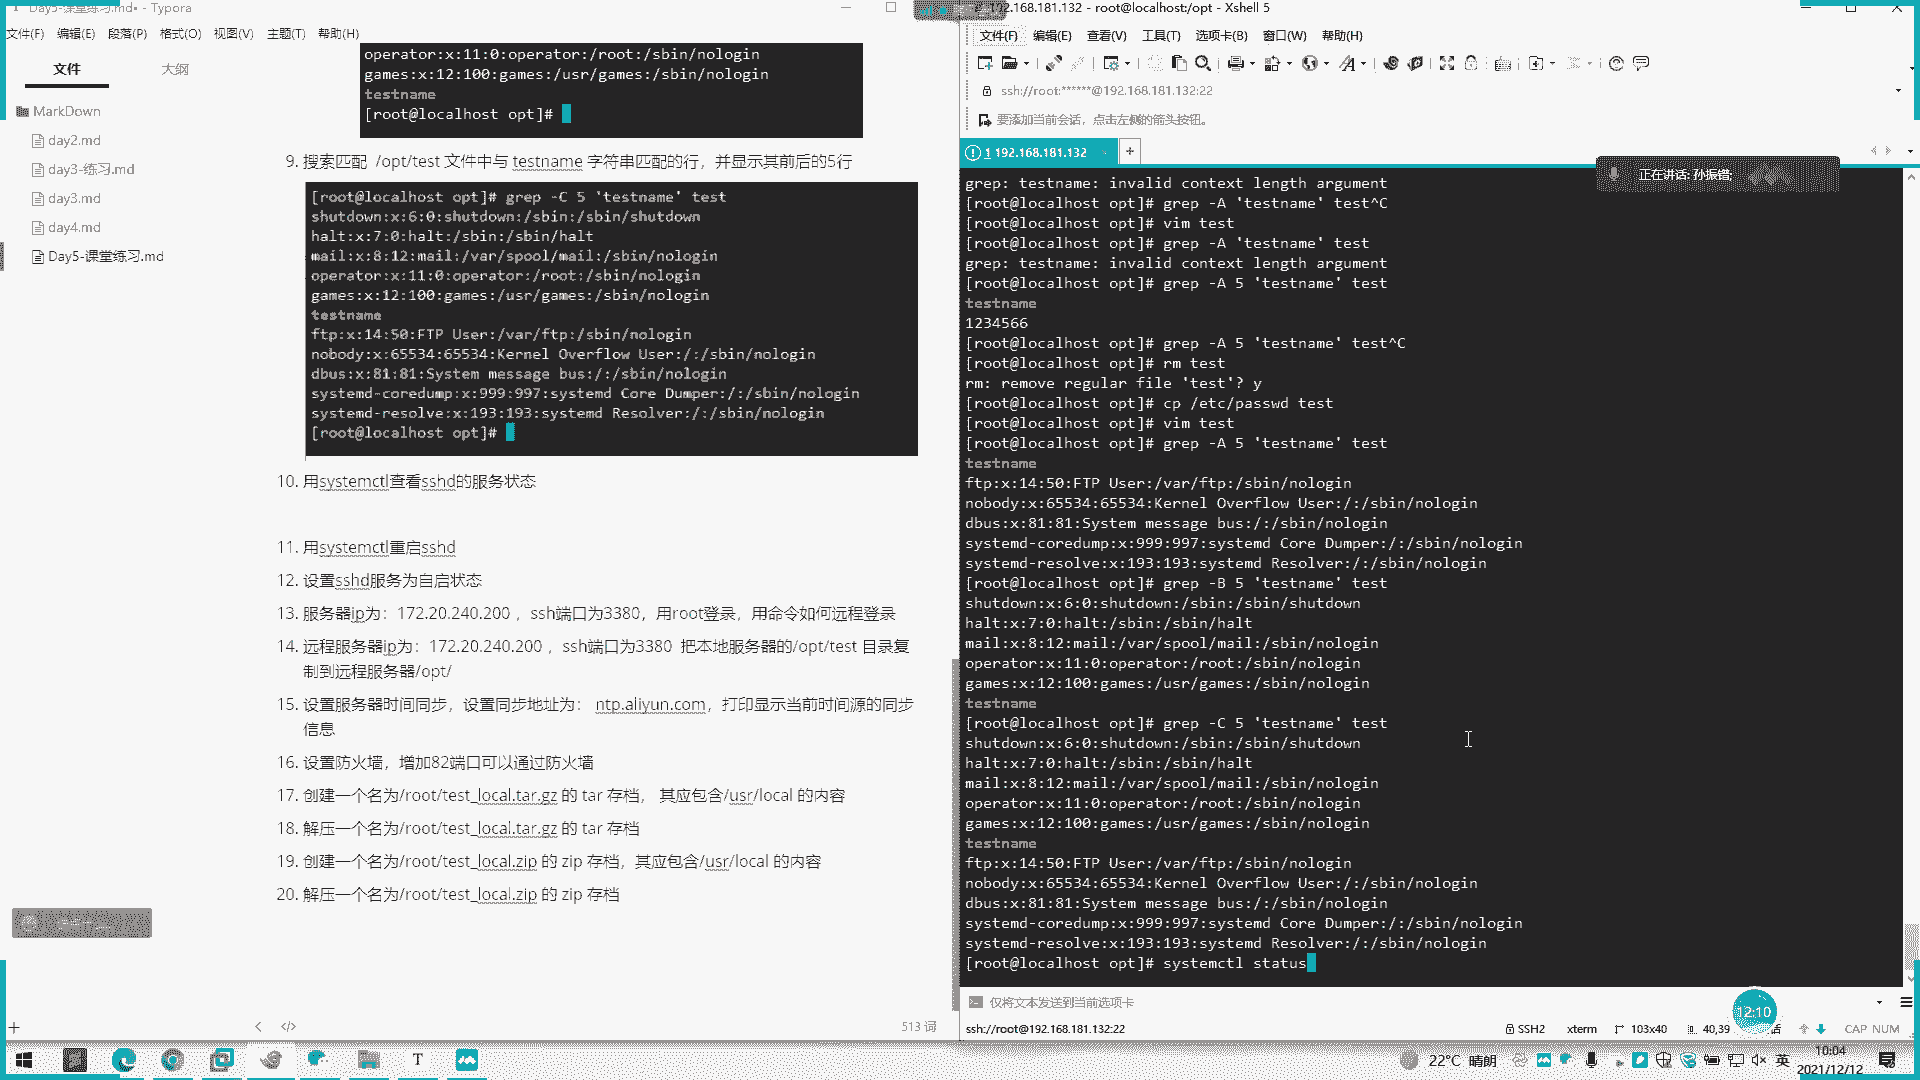 Day5-课堂练习.md• - Typora
文件(F) 编辑(E) 段落(P) 格式(O) 视图(V) 主题(T) 帮助(H)
文件 大纲
MarkDown
day2.md
day3-练习.md
day3.md
day4.md
Day5-课堂练习.md
operator:x:11:0:operator:/root:/sbin/nologin
games:x:12:100:games:/usr/games:/sbin/nologin
testname
[root@localhost opt]#
9. 搜索匹配 /opt/test 文件中与 testname 字符串匹配的行，并显示其前后的5行
[root@localhost opt]# grep -C 5 'testname' test
shutdown:x:6:0:shutdown:/sbin:/sbin/shutdown
halt:x:7:0:halt:/sbin:/sbin/halt
mail:x:8:12:mail:/var/spool/mail:/sbin/nologin
operator:x:11:0:operator:/root:/sbin/nologin
games:x:12:100:games:/usr/games:/sbin/nologin
testname
ftp:x:14:50:FTP User:/var/ftp:/sbin/nologin
nobody:x:65534:65534:Kernel Overflow User:/:/sbin/nologin
dbus:x:81:81:System message bus:/:/sbin/nologin
systemd-coredump:x:999:997:systemd Core Dumper:/:/sbin/nologin
systemd-resolve:x:193:193:systemd Resolver:/:/sbin/nologin
[root@localhost opt]#
10. 用systemctl查看sshd的服务状态
11. 用systemctl重启sshd
12. 设置sshd服务为自启状态
13. 服务器ip为：172.20.240.200 ，ssh端口为3380，用root登录，用命令如何远程登录
14. 远程服务器ip为：172.20.240.200 ，ssh端口为3380 把本地服务器的/opt/test 目录复
制到远程服务器/opt/
15. 设置服务器时间同步，设置同步地址为： ntp.aliyun.com，打印显示当前时间源的同步
信息
16. 设置防火墙，增加82端口可以通过防火墙
17. 创建一个名为/root/test_local.tar.gz 的 tar 存档， 其应包含/usr/local 的内容
18. 解压一个名为/root/test_local.tar.gz 的 tar 存档
19. 创建一个名为/root/test_local.zip 的 zip 存档，其应包含/usr/local 的内容
20. 解压一个名为/root/test_local.zip 的 zip 存档
513 词
192.168.181.132 - root@localhost:/opt - Xshell 5
文件(F) 编辑(E) 查看(V) 工具(T) 选项卡(B) 窗口(W) 帮助(H)
ssh://root:******@192.168.181.132:22
要添加当前会话，点击左侧的箭头按钮。
1 192.168.181.132
正在讲话: 孙振锴;
grep: testname: invalid context length argument
[root@localhost opt]# grep -A 'testname' test^C
[root@localhost opt]# vim test
[root@localhost opt]# grep -A 'testname' test
grep: testname: invalid context length argument
[root@localhost opt]# grep -A 5 'testname' test
testname
1234566
[root@localhost opt]# grep -A 5 'testname' test^C
[root@localhost opt]# rm test
rm: remove regular file 'test'? y
[root@localhost opt]# cp /etc/passwd test
[root@localhost opt]# vim test
[root@localhost opt]# grep -A 5 'testname' test
testname
ftp:x:14:50:FTP User:/var/ftp:/sbin/nologin
nobody:x:65534:65534:Kernel Overflow User:/:/sbin/nologin
dbus:x:81:81:System message bus:/:/sbin/nologin
systemd-coredump:x:999:997:systemd Core Dumper:/:/sbin/nologin
systemd-resolve:x:193:193:systemd Resolver:/:/sbin/nologin
[root@localhost opt]# grep -B 5 'testname' test
shutdown:x:6:0:shutdown:/sbin:/sbin/shutdown
halt:x:7:0:halt:/sbin:/sbin/halt
mail:x:8:12:mail:/var/spool/mail:/sbin/nologin
operator:x:11:0:operator:/root:/sbin/nologin
games:x:12:100:games:/usr/games:/sbin/nologin
testname
[root@localhost opt]# grep -C 5 'testname' test
shutdown:x:6:0:shutdown:/sbin:/sbin/shutdown
halt:x:7:0:halt:/sbin:/sbin/halt
mail:x:8:12:mail:/var/spool/mail:/sbin/nologin
operator:x:11:0:operator:/root:/sbin/nologin
games:x:12:100:games:/usr/games:/sbin/nologin
testname
ftp:x:14:50:FTP User:/var/ftp:/sbin/nologin
nobody:x:65534:65534:Kernel Overflow User:/:/sbin/nologin
dbus:x:81:81:System message bus:/:/sbin/nologin
systemd-coredump:x:999:997:systemd Core Dumper:/:/sbin/nologin
systemd-resolve:x:193:193:systemd Resolver:/:/sbin/nologin
[root@localhost opt]# systemctl status
仅将文本发送到当前选项卡
12:10
ssh://root@192.168.181.132:22 SSH2 xterm 103x40 40,39 CAP NUM
22°C 晴朗 英 10:04
2021/12/12